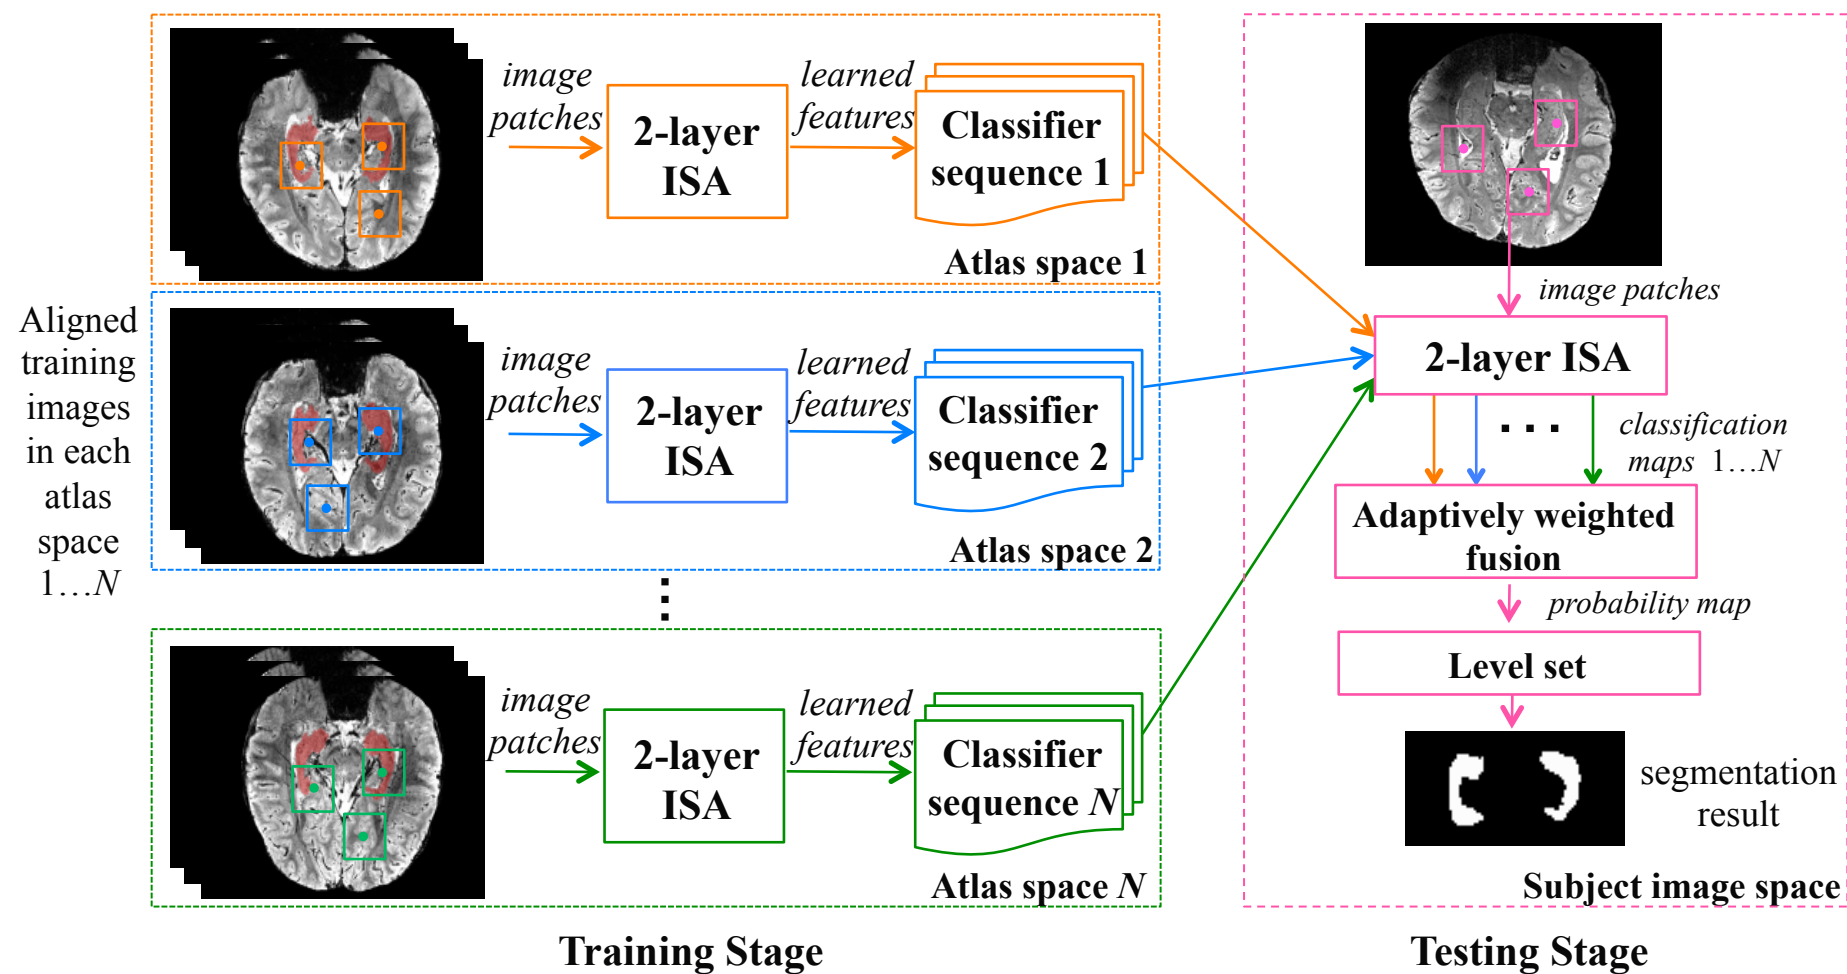 Aligned
training
images
in each
atlas
space
1…N
image
patches
2-layer
ISA
learned
features
Classifier
sequence 1
Atlas space 1
image
patches
2-layer
ISA
learned
features
Classifier
sequence 2
Atlas space 2
⋮
image
patches
2-layer
ISA
learned
features
Classifier
sequence N
Atlas space N
Training Stage
image patches
2-layer ISA
...
classification
maps 1…N
Adaptively weighted
fusion
probability map
Level set
segmentation
result
Subject image space
Testing Stage